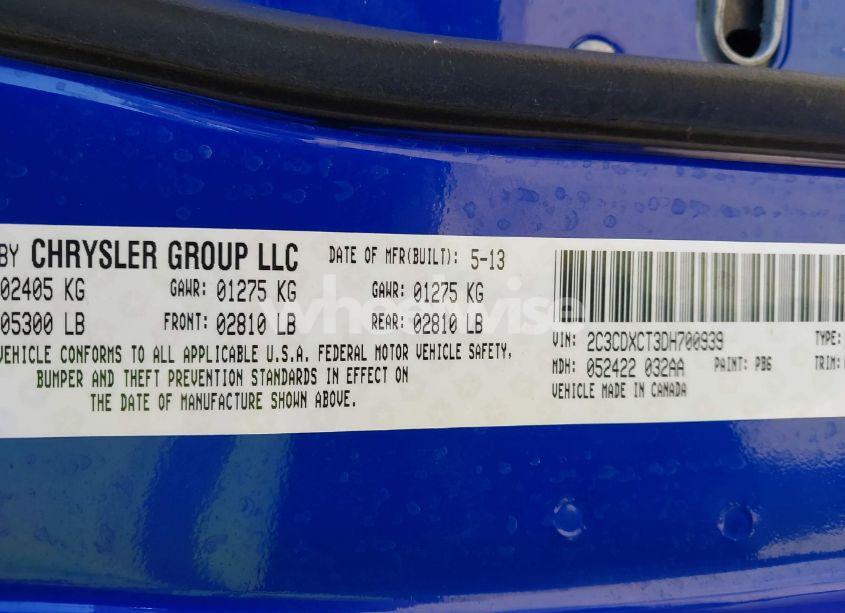 BY CHRYSLER GROUP LLC DATE OF MFR(BUILT): 5-13
02405 KG GAWR: 01275 KG GAWR: 01275 KG
05300 LB FRONT: 02810 LB REAR: 02810 LB
VEHICLE CONFORMS TO ALL APPLICABLE U.S.A. FEDERAL MOTOR VEHICLE SAFETY,
BUMPER AND THEFT PREVENTION STANDARDS IN EFFECT ON
THE DATE OF MANUFACTURE SHOWN ABOVE.
VIN: 2C3CDXCT3DH700939 TYPE:
MDH: 052422 032AA PAINT: PB6 TRIM:
VEHICLE MADE IN CANADA